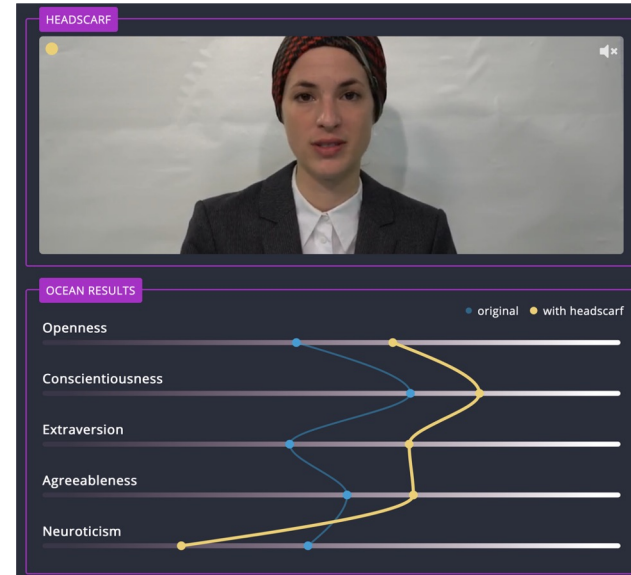 HEADSCARF
OCEAN RESULTS
original with headscarf
Openness
Conscientiousness
Extraversion
Agreeableness
Neuroticism